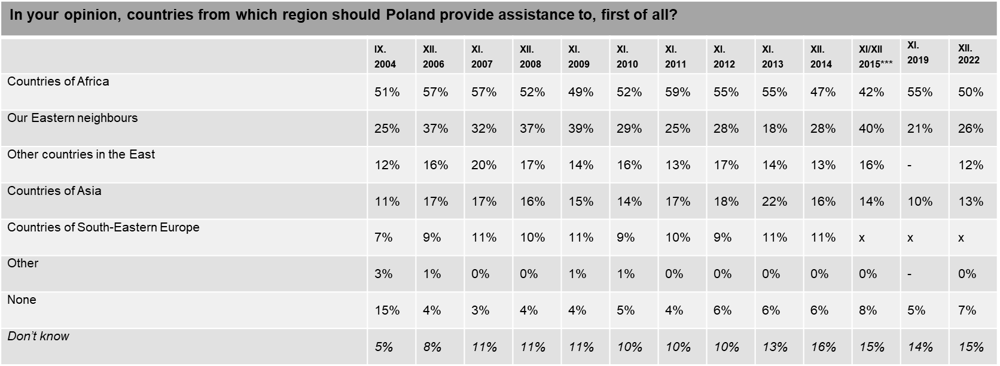 In your opinion, countries from which region should Poland provide assistance to, first of all?
IX. 2004 XII. 2006 XI. 2007 XII. 2008 XI. 2009 XI. 2010 XI. 2011 XI. 2012 XI. 2013 XII. 2014 XI/XII 2015*** XI. 2019 XII. 2022
Countries of Africa 51% 57% 57% 52% 49% 52% 59% 55% 55% 47% 42% 55% 50%
Our Eastern neighbours 25% 37% 32% 37% 39% 29% 25% 28% 18% 28% 40% 21% 26%
Other countries in the East 12% 16% 20% 17% 14% 16% 13% 17% 14% 13% 16% - 12%
Countries of Asia 11% 17% 17% 16% 15% 14% 17% 18% 22% 16% 14% 10% 13%
Countries of South-Eastern Europe 7% 9% 11% 10% 11% 9% 10% 9% 11% 11% x x x
Other 3% 1% 0% 0% 1% 1% 0% 0% 0% 0% 0% - 0%
None 15% 4% 3% 4% 4% 5% 4% 6% 6% 6% 8% 5% 7%
Don't know 5% 8% 11% 11% 11% 10% 10% 10% 13% 16% 15% 14% 15%